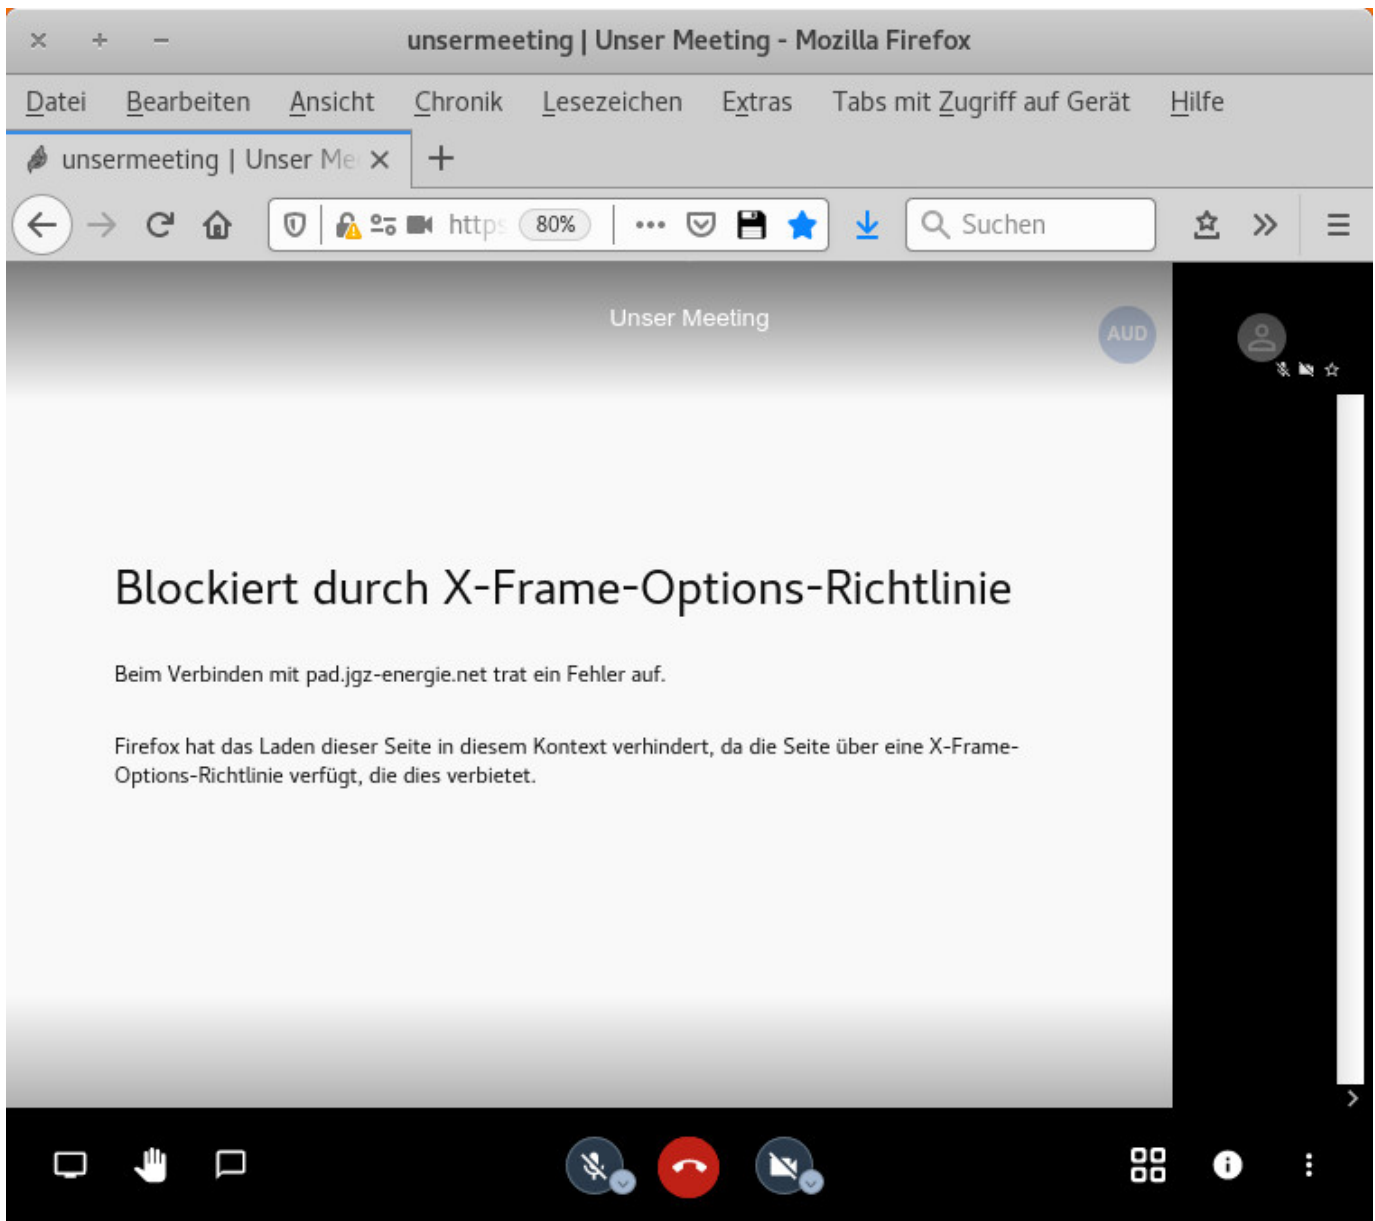 unsermeeting | Unser Meeting - Mozilla Firefox
Datei Bearbeiten Ansicht Chronik Lesezeichen Extras Tabs mit Zugriff auf Gerät Hilfe
unsermeeting | Unser Me
https 80% Suchen
Unser Meeting
AUD
Blockiert durch X-Frame-Options-Richtlinie
Beim Verbinden mit pad.jgz-energie.net trat ein Fehler auf.
Firefox hat das Laden dieser Seite in diesem Kontext verhindert, da die Seite über eine X-Frame-
Options-Richtlinie verfügt, die dies verbietet.